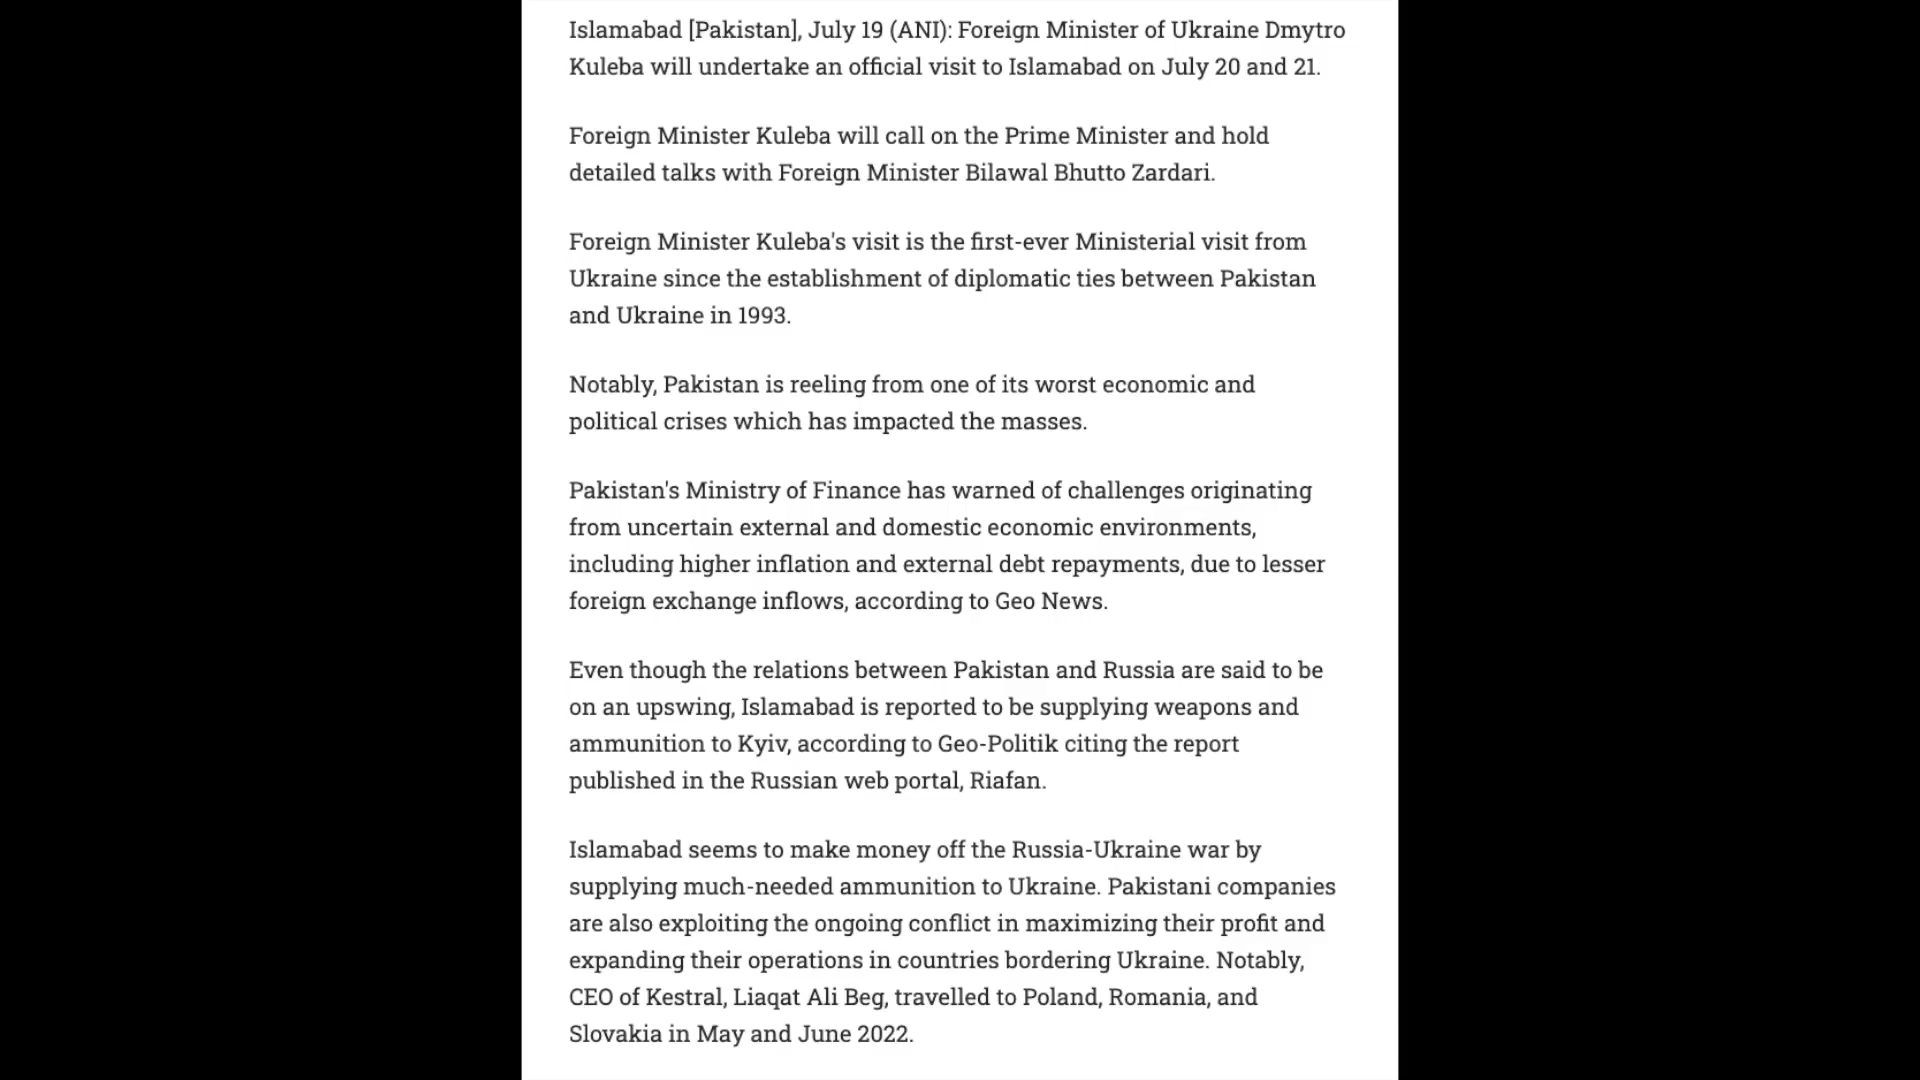 Islamabad [Pakistan], July 19 (ANI): Foreign Minister of Ukraine Dmytro
Kuleba will undertake an official visit to Islamabad on July 20 and 21.
Foreign Minister Kuleba will call on the Prime Minister and hold
detailed talks with Foreign Minister Bilawal Bhutto Zardari.
Foreign Minister Kuleba's visit is the first-ever Ministerial visit from
Ukraine since the establishment of diplomatic ties between Pakistan
and Ukraine in 1993.
Notably, Pakistan is reeling from one of its worst economic and
political crises which has impacted the masses.
Pakistan's Ministry of Finance has warned of challenges originating
from uncertain external and domestic economic environments,
including higher inflation and external debt repayments, due to lesser
foreign exchange inflows, according to Geo News.
Even though the relations between Pakistan and Russia are said to be
on an upswing, Islamabad is reported to be supplying weapons and
ammunition to Kyiv, according to Geo-Politik citing the report
published in the Russian web portal, Riafan.
Islamabad seems to make money off the Russia-Ukraine war by
supplying much-needed ammunition to Ukraine. Pakistani companies
are also exploiting the ongoing conflict in maximizing their profit and
expanding their operations in countries bordering Ukraine. Notably,
CEO of Kestral, Liaqat Ali Beg, travelled to Poland, Romania, and
Slovakia in May and June 2022.